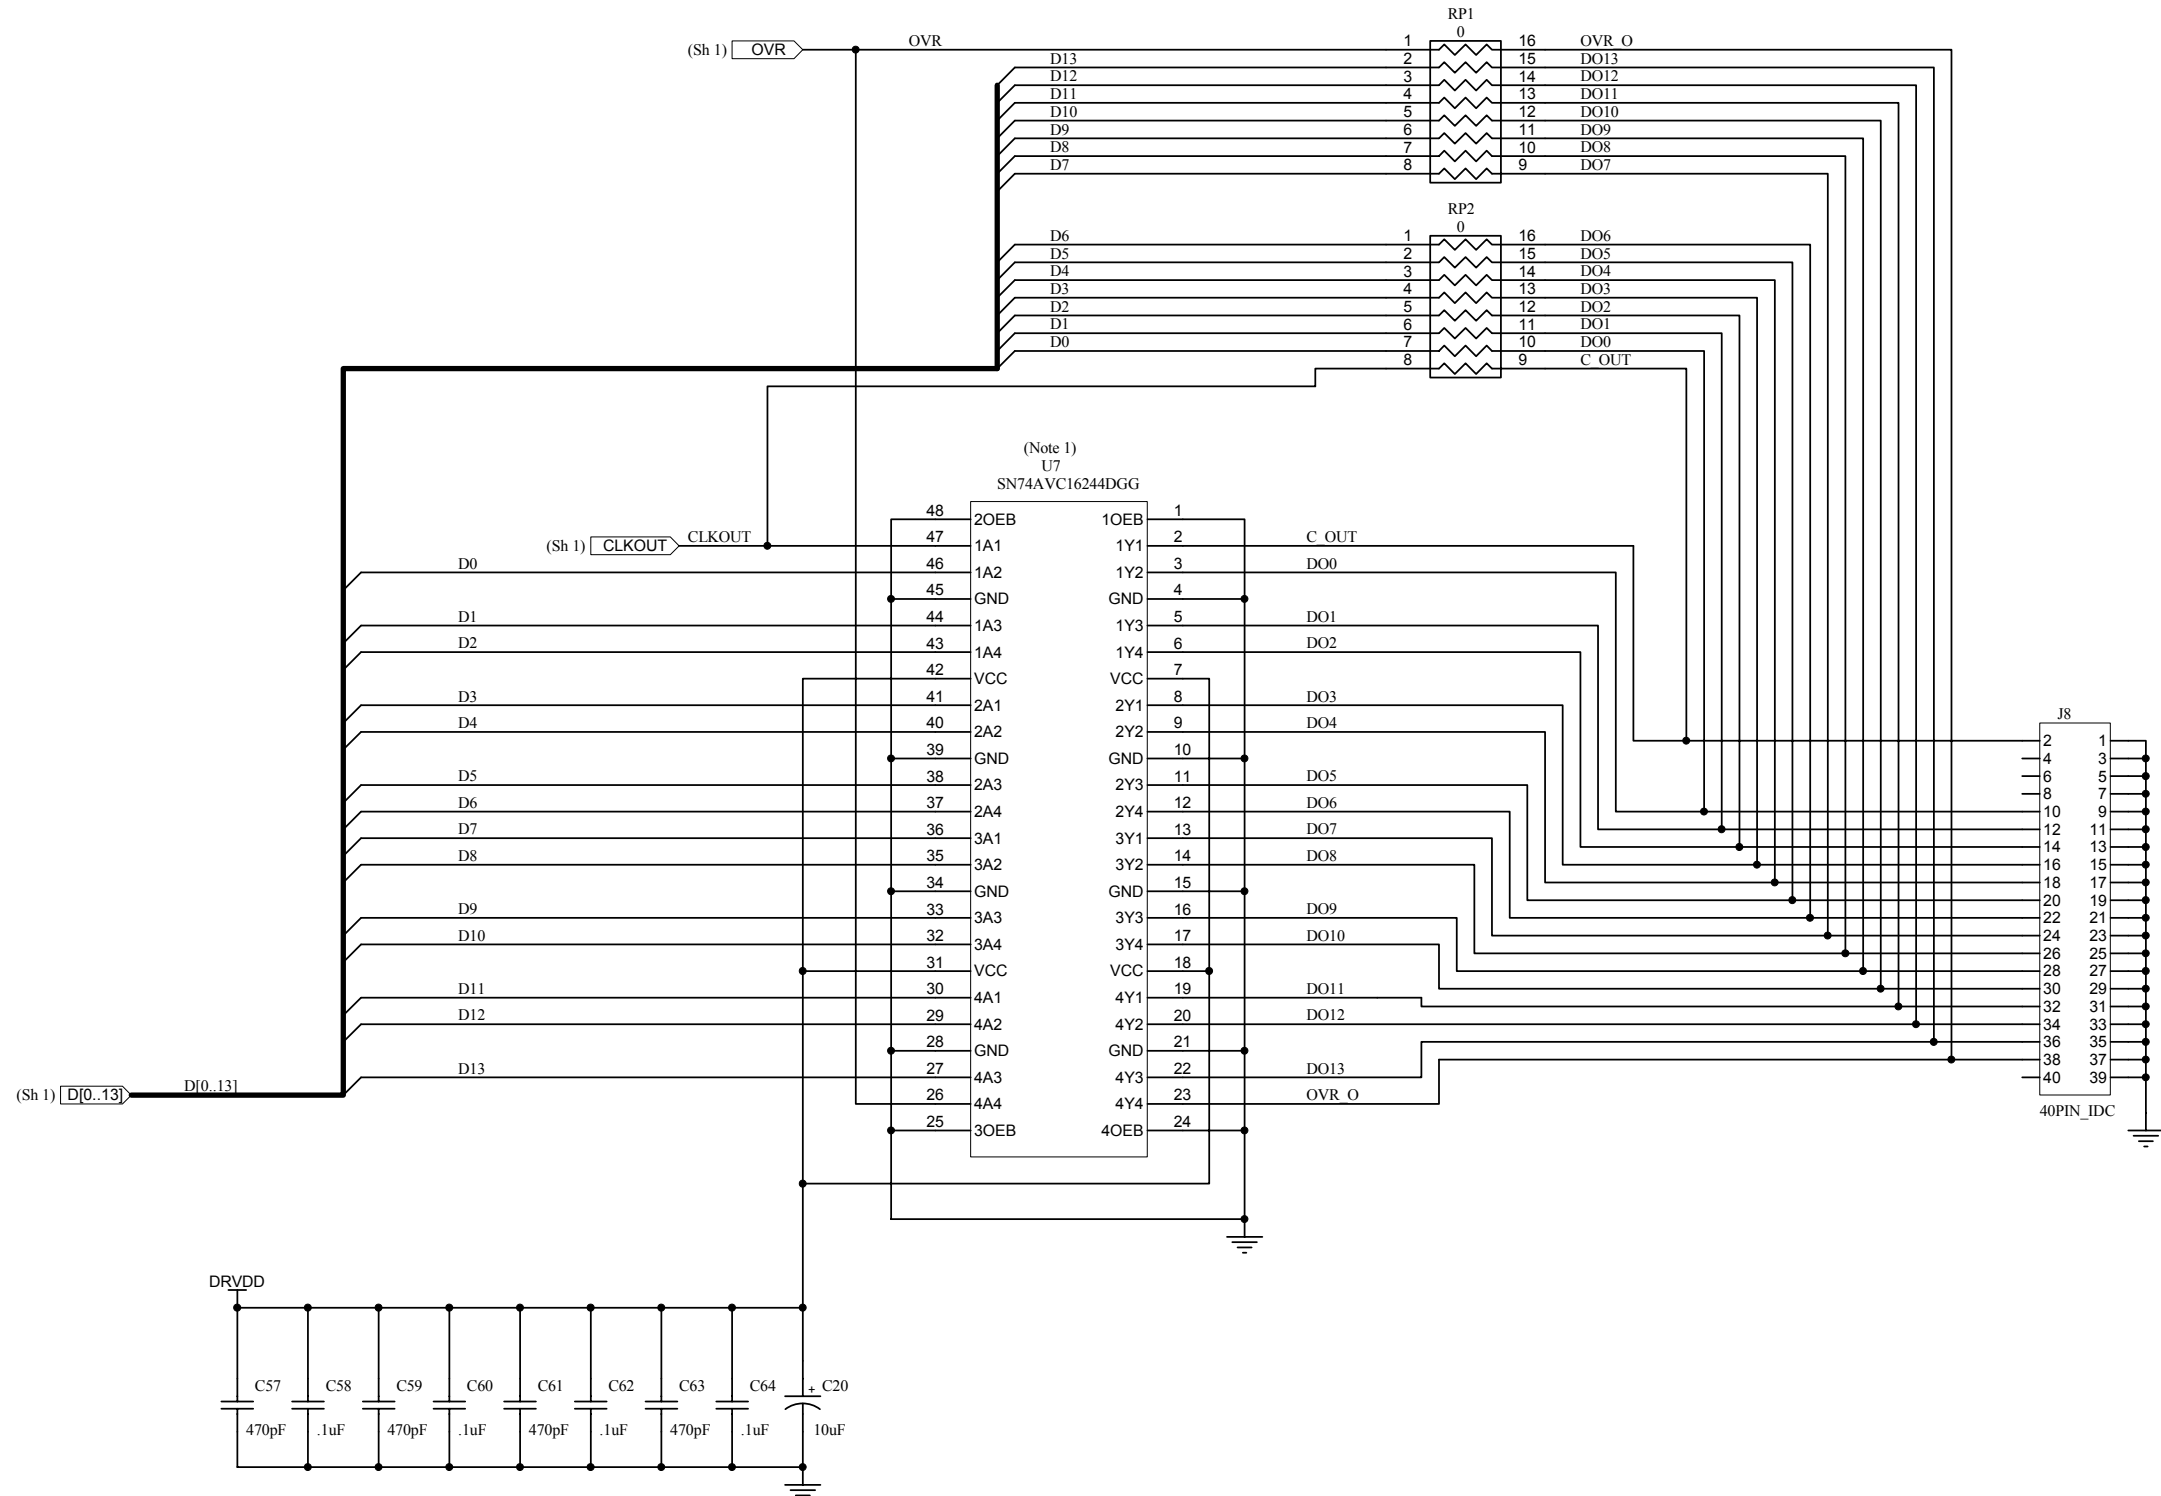 RP1
0
(Sh 1) OVR OVR 1 16 OVR_O
D13 2 15 DO13
D12 3 14 DO12
D11 4 13 DO11
D10 5 12 DO10
D9 6 11 DO9
D8 7 10 DO8
D7 8 9 DO7
RP2
0
D6 1 16 DO6
D5 2 15 DO5
D4 3 14 DO4
D3 4 13 DO3
D2 5 12 DO2
D1 6 11 DO1
D0 7 10 DO0
8 9 C_OUT
(Note 1)
U7
SN74AVC16244DGG
48 2OEB 1OEB 1
(Sh 1) CLKOUT CLKOUT 47 1A1 1Y1 2 C_OUT
D0 46 1A2 1Y2 3 DO0
45 GND GND 4
D1 44 1A3 1Y3 5 DO1
D2 43 1A4 1Y4 6 DO2
42 VCC VCC 7
D3 41 2A1 2Y1 8 DO3
D4 40 2A2 2Y2 9 DO4
39 GND GND 10
D5 38 2A3 2Y3 11 DO5
D6 37 2A4 2Y4 12 DO6
D7 36 3A1 3Y1 13 DO7
D8 35 3A2 3Y2 14 DO8
34 GND GND 15
D9 33 3A3 3Y3 16 DO9
D10 32 3A4 3Y4 17 DO10
31 VCC VCC 18
D11 30 4A1 4Y1 19 DO11
D12 29 4A2 4Y2 20 DO12
28 GND GND 21
D13 27 4A3 4Y3 22 DO13
26 4A4 4Y4 23 OVR_O
25 3OEB 4OEB 24
(Sh 1) D[0..13] D[0..13]
J8
2 1
4 3
6 5
8 7
10 9
12 11
14 13
16 15
18 17
20 19
22 21
24 23
26 25
28 27
30 29
32 31
34 33
36 35
38 37
40 39
40PIN_IDC
DRVDD
C57 C58 C59 C60 C61 C62 C63 C64 + C20
470pF .1uF 470pF .1uF 470pF .1uF 470pF .1uF 10uF